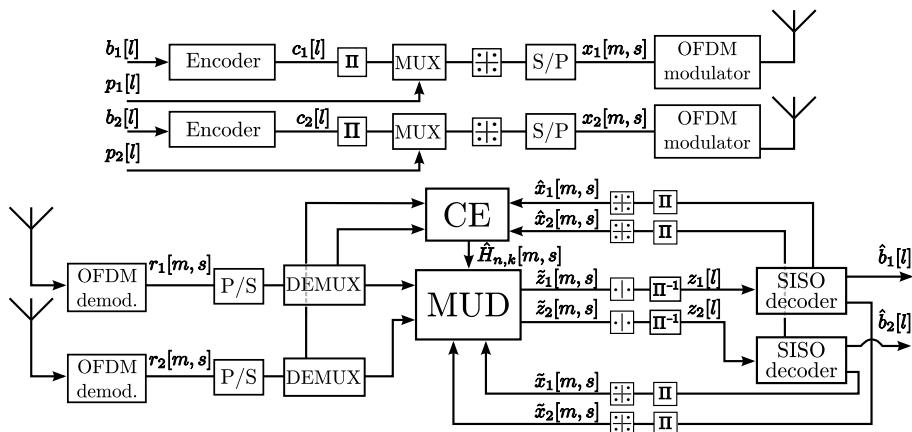 b₁[l] Encoder c₁[l] Π MUX S/P x₁[m, s] OFDM modulator
p₁[l]
b₂[l] Encoder c₂[l] Π MUX S/P x₂[m, s] OFDM modulator
p₂[l]
CE x̂₁[m, s] Π
x̂₂[m, s] Π
Ĥₙ,ₖ[m, s]
OFDM demod. r₁[m, s] P/S DEMUX
MUD z̃₁[m, s] Π⁻¹ z₁[l] SISO decoder b̂₁[l]
z̃₂[m, s] Π⁻¹ z₂[l] SISO decoder b̂₂[l]
OFDM demod. r₂[m, s] P/S DEMUX
x̃₁[m, s] Π
x̃₂[m, s] Π